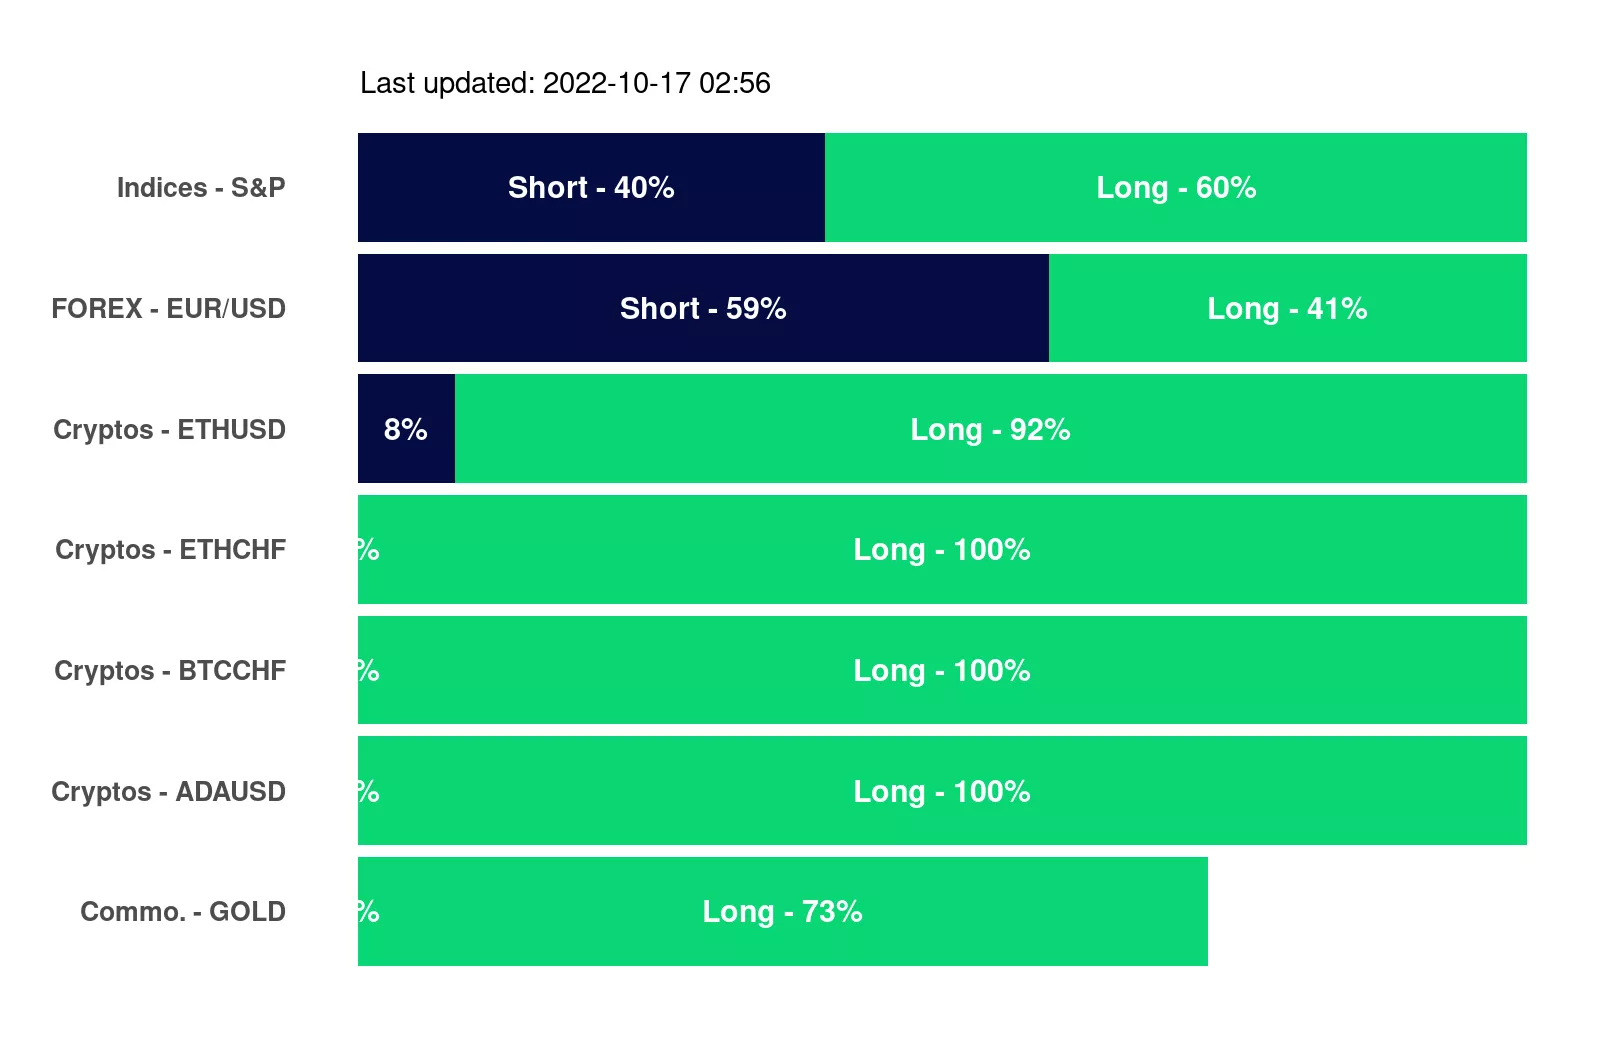 Last updated: 2022-10-17 02:56
Indices - S&P Short - 40% Long - 60%
FOREX - EUR/USD Short - 59% Long - 41%
Cryptos - ETHUSD 8% Long - 92%
Cryptos - ETHCHF % Long - 100%
Cryptos - BTCCHF % Long - 100%
Cryptos - ADAUSD % Long - 100%
Commo. - GOLD % Long - 73%